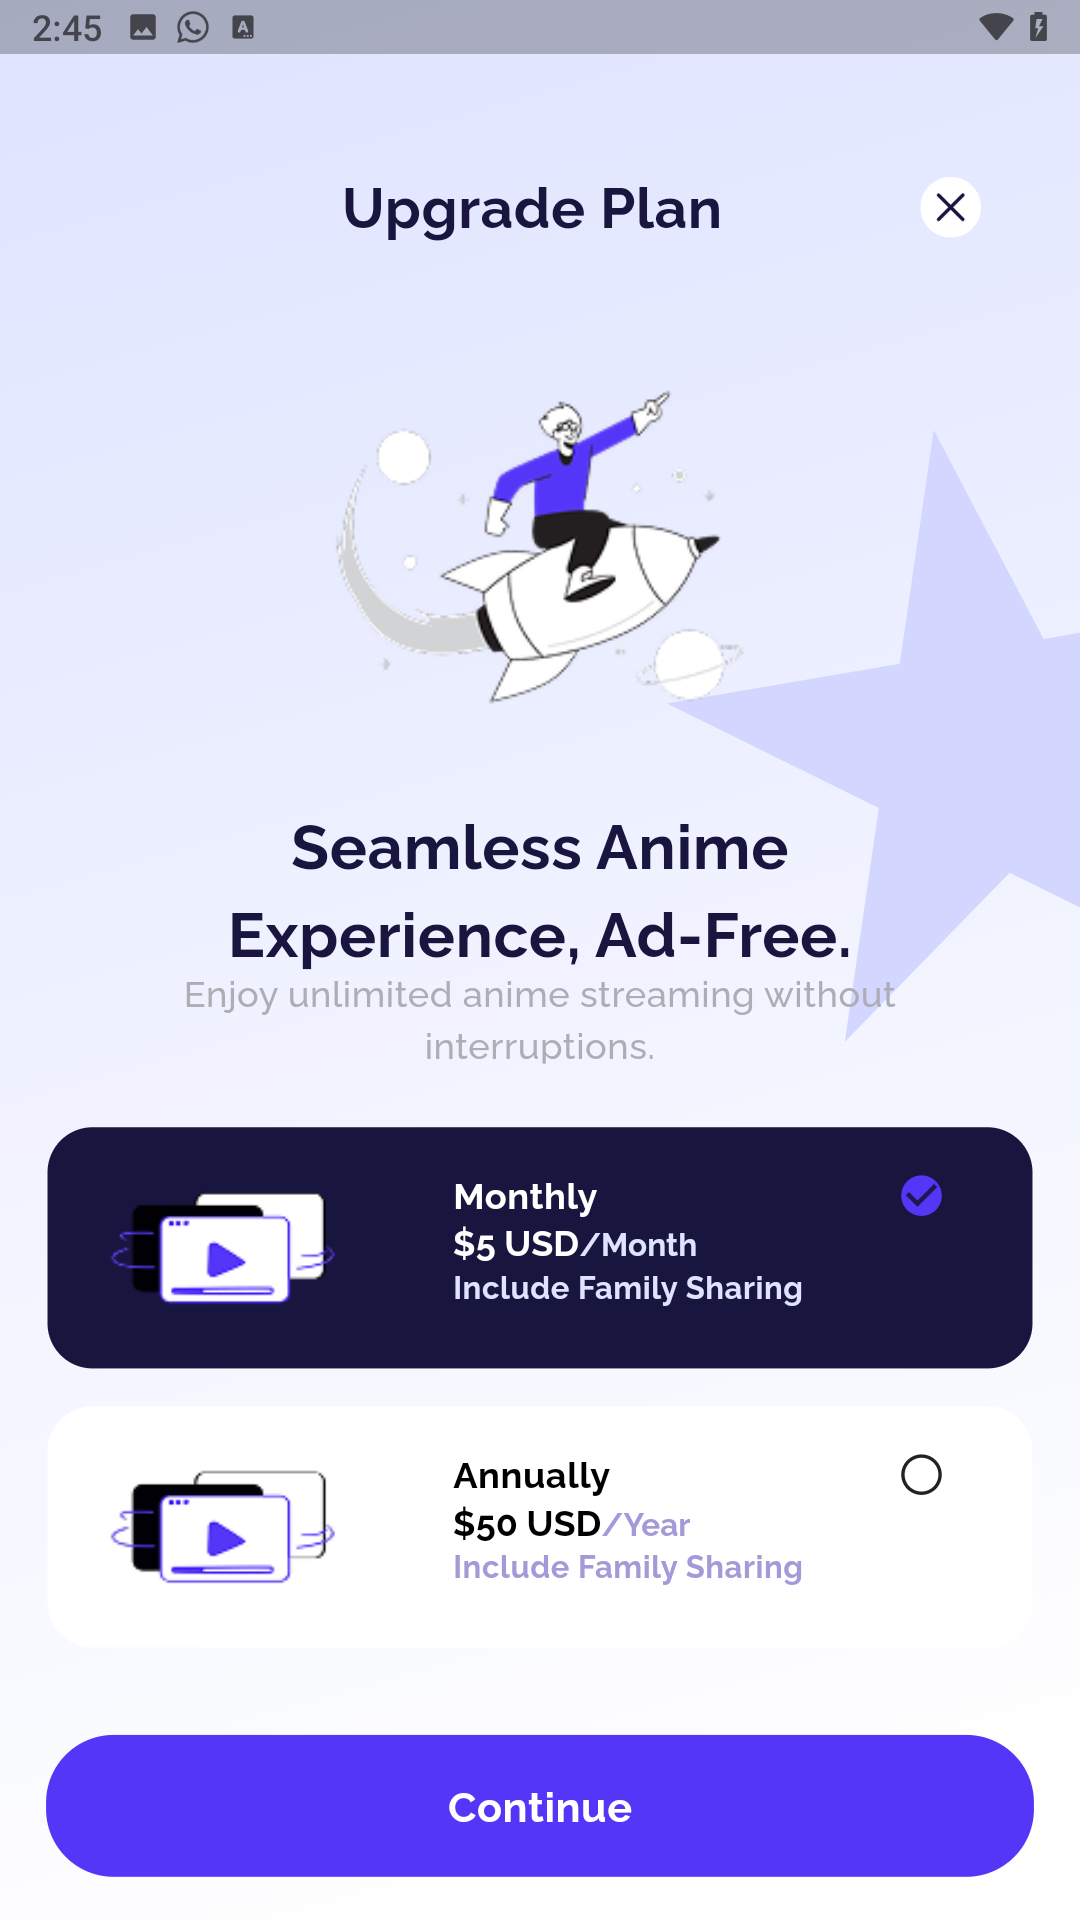 2:45
Upgrade Plan
Seamless Anime
Experience, Ad-Free.
Enjoy unlimited anime streaming without
interruptions.
Monthly
$5 USD/Month
Include Family Sharing
Annually
$50 USD/Year
Include Family Sharing
Continue